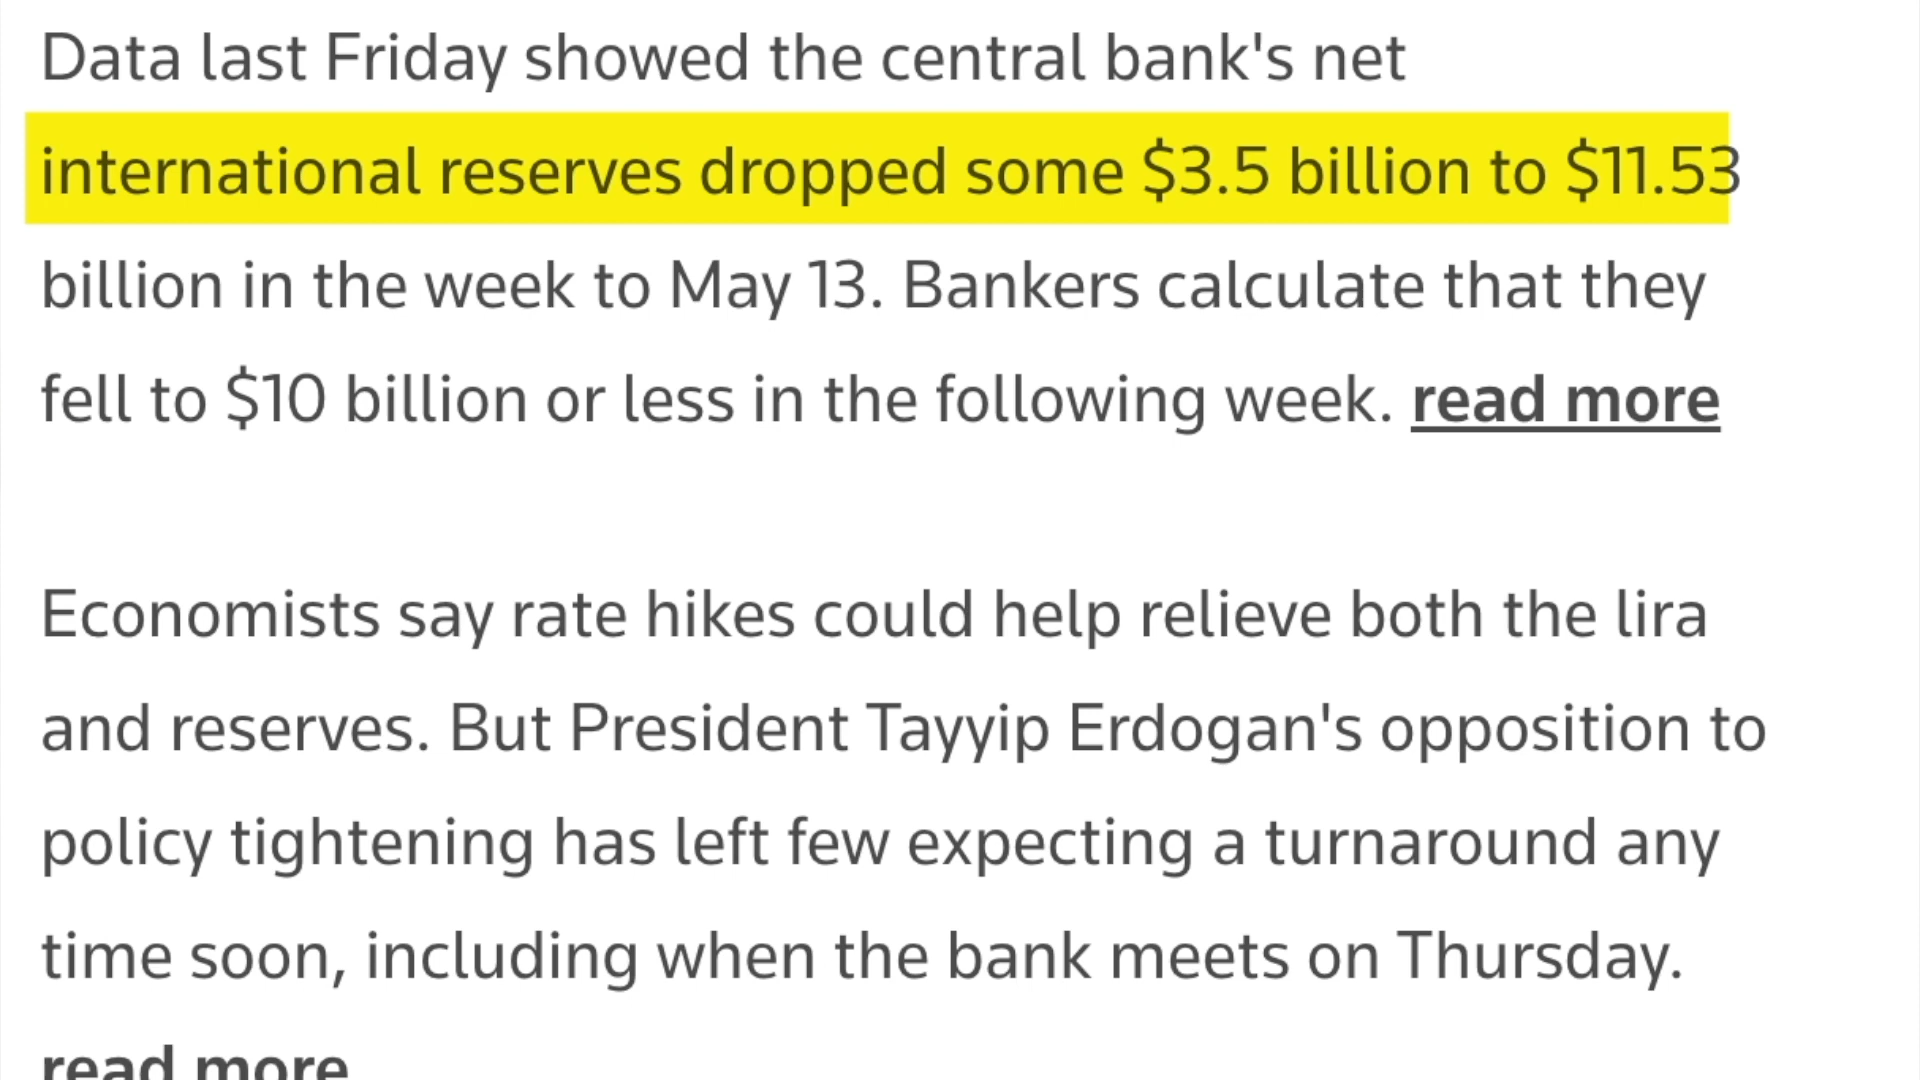 Data last Friday showed the central bank's net
international reserves dropped some $3.5 billion to $11.53
billion in the week to May 13. Bankers calculate that they
fell to $10 billion or less in the following week. read more
Economists say rate hikes could help relieve both the lira
and reserves. But President Tayyip Erdogan's opposition to
policy tightening has left few expecting a turnaround any
time soon, including when the bank meets on Thursday.
read more